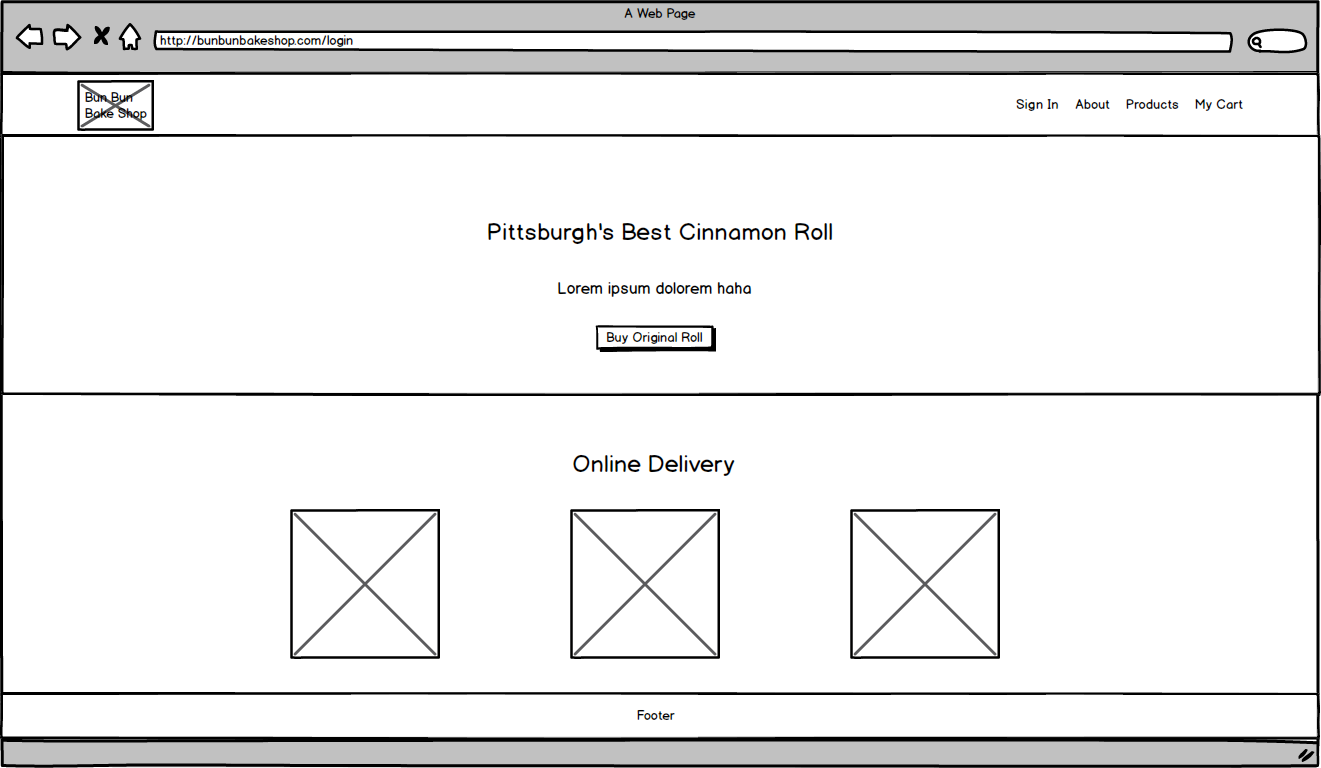 A Web Page
http://bunbunbakeshop.com/login
Bun Bun
Bake Shop
Sign In About Products My Cart
Pittsburgh's Best Cinnamon Roll
Lorem ipsum dolorem haha
Buy Original Roll
Online Delivery
Footer